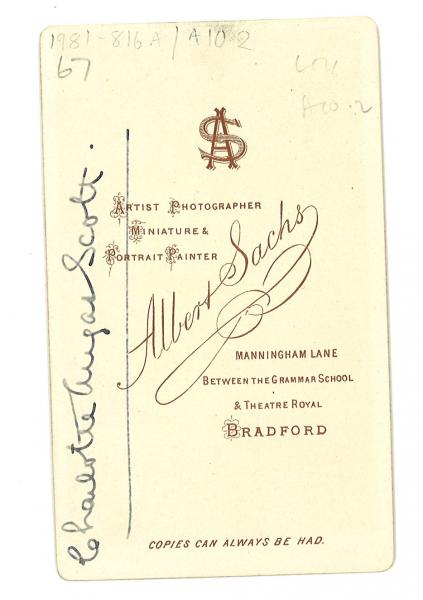 1981-816A / A10.2
67
A10.2
AS
ARTIST PHOTOGRAPHER
MINIATURE &
PORTRAIT PAINTER
Albert Sachs
MANNINGHAM LANE
BETWEEN THE GRAMMAR SCHOOL
& THEATRE ROYAL
BRADFORD
COPIES CAN ALWAYS BE HAD.
Charlotte Angas Scott.